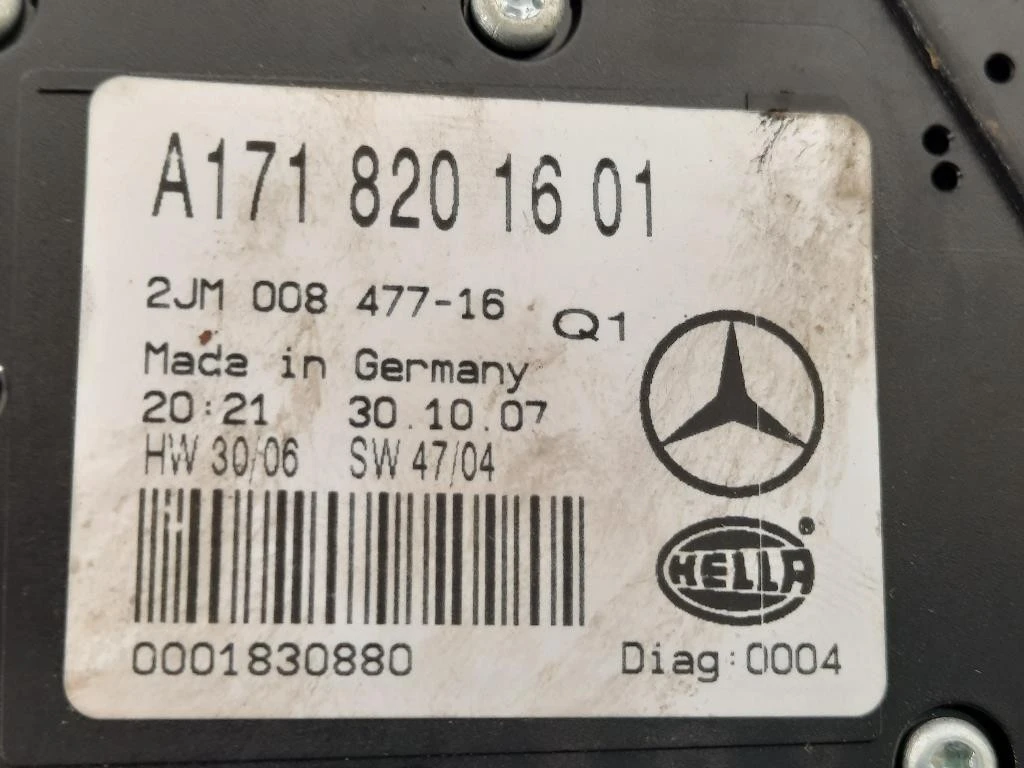 A171 820 16 01
2JM 008 477-16 Q1
Made in Germany
20:21 30.10.07
HW 30/06 SW 47/04
HELLA®
0001830880 Diag:0004